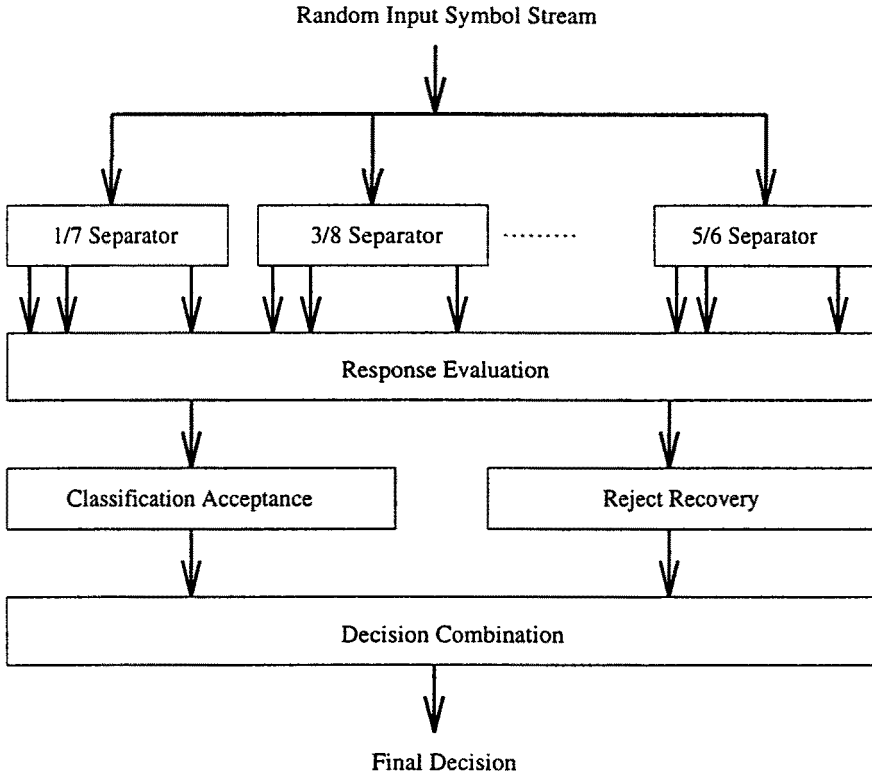 Random Input Symbol Stream
1/7 Separator
3/8 Separator
5/6 Separator
Response Evaluation
Classification Acceptance
Reject Recovery
Decision Combination
Final Decision